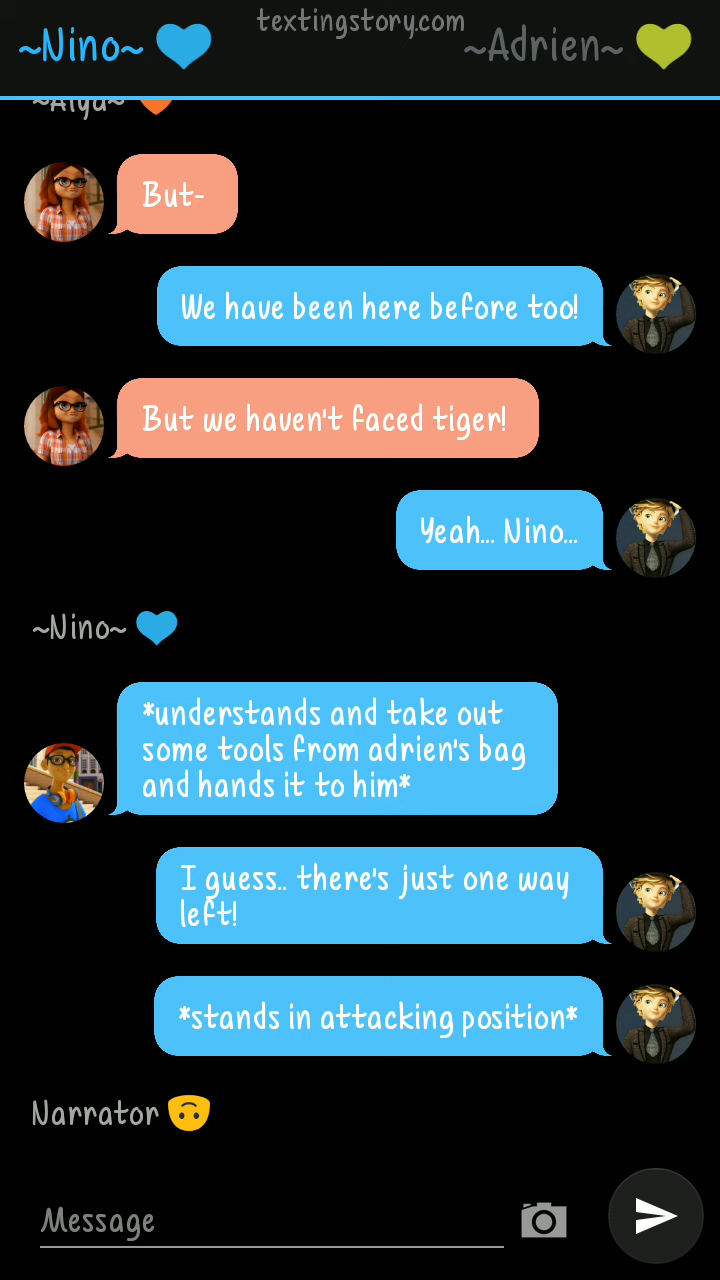 textingstory.com
~Nino~
~Adrien~
~Alya~
But-
We have been here before too!
But we haven't faced tiger!
Yeah... Nino...
~Nino~
*understands and take out
some tools from adrien's bag
and hands it to him*
I guess.. there's just one way
left!
*stands in attacking position*
Narrator
Message